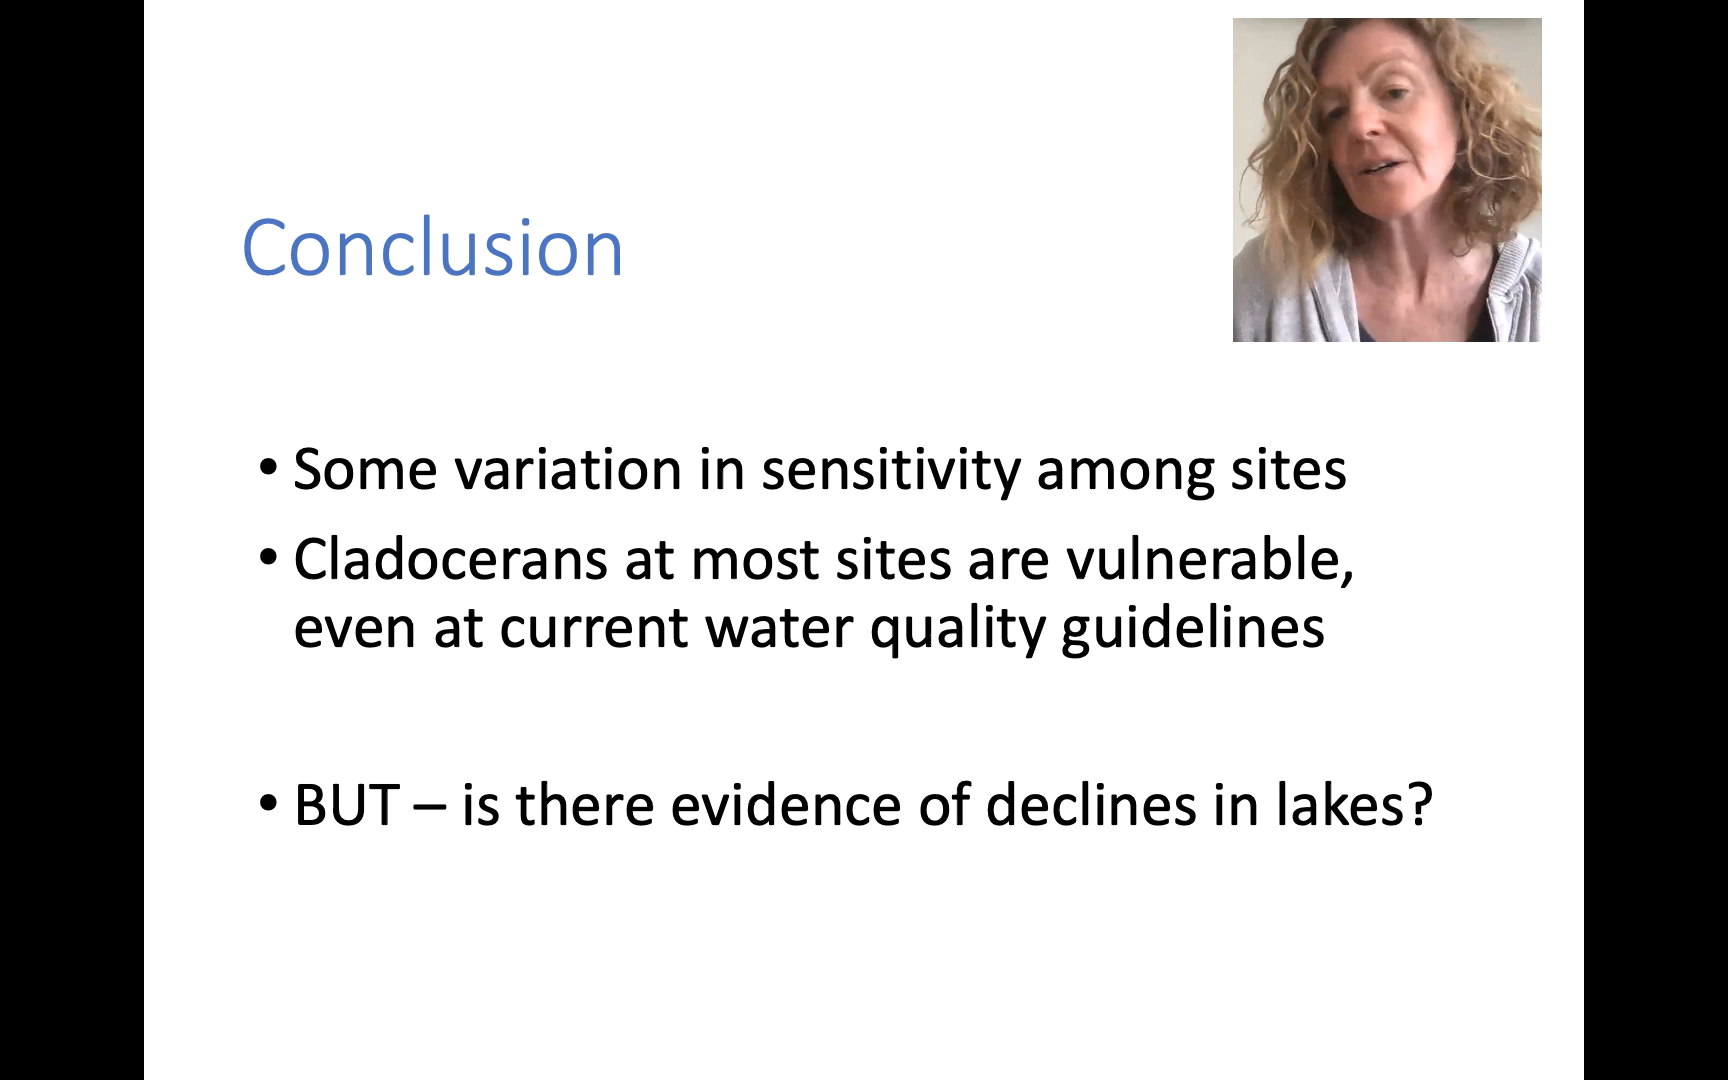 Conclusion
• Some variation in sensitivity among sites
• Cladocerans at most sites are vulnerable,
even at current water quality guidelines
• BUT – is there evidence of declines in lakes?